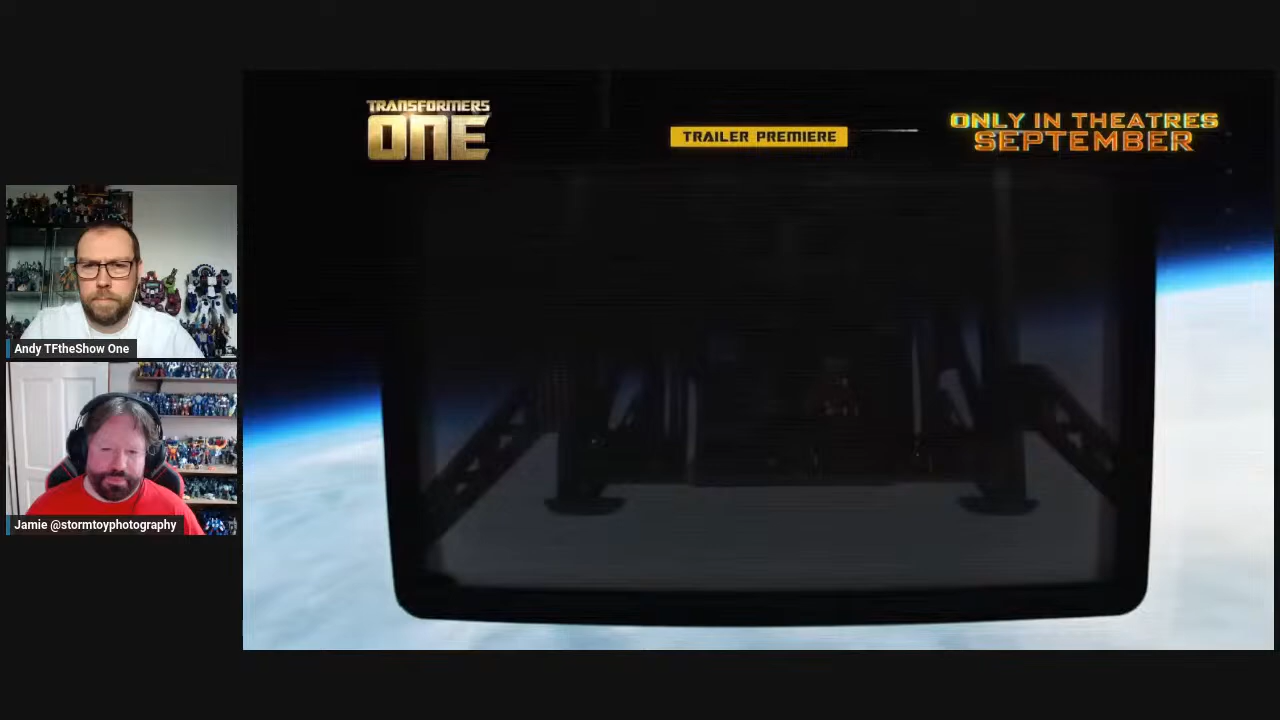 TRANSFORMERS
ONE
TRAILER PREMIERE
ONLY IN THEATRES
SEPTEMBER
Andy TFtheShow One
Jamie @stormtoyphotography